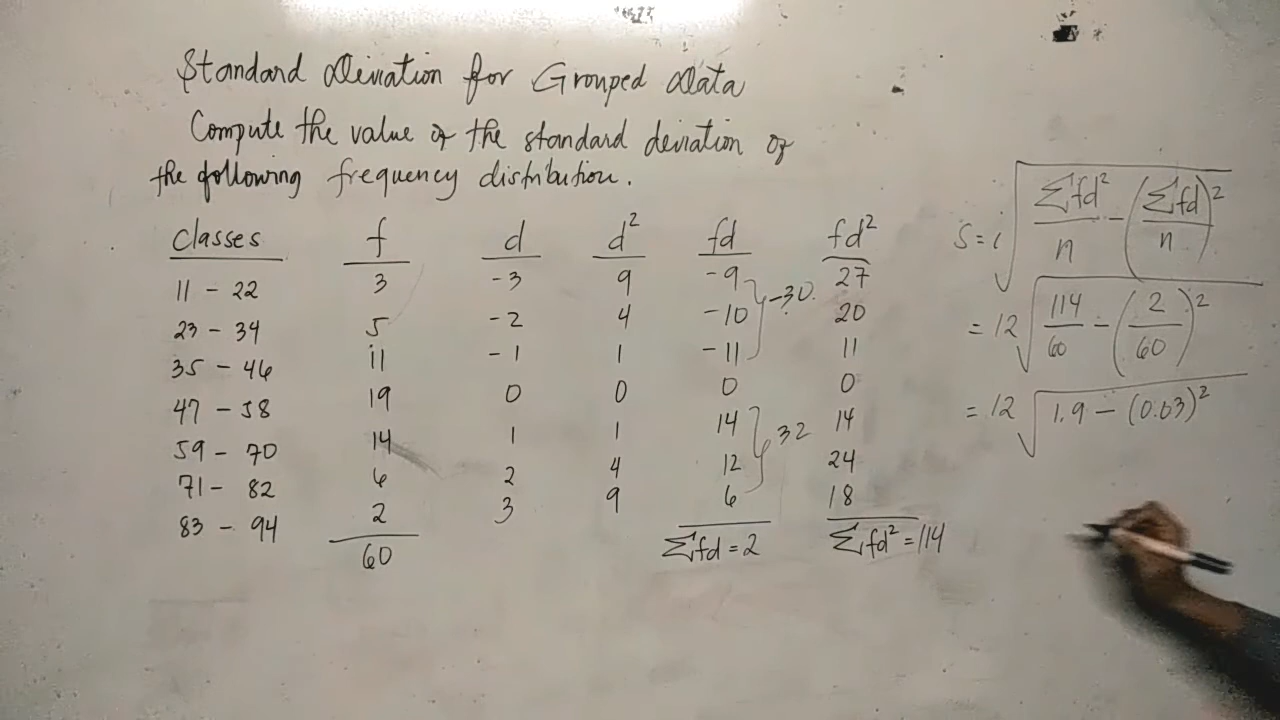 Standard Deviation for Grouped Data
Compute the value of the standard deviation of
the following frequency distribution.
Classes f d d² fd fd²
11 - 22 3 -3 9 -9 27
23 - 34 5 -2 4 -10 20
35 - 46 11 -1 1 -11 11
47 - 58 19 0 0 0 0
59 - 70 14 1 1 14 14
71 - 82 6 2 4 12 24
83 - 94 2 3 9 6 18
60 ∑fd = 2 ∑fd² = 114
-30.
32
S = i √(∑fd²/n - (∑fd/n)²)
= 12 √(114/60 - (2/60)²)
= 12 √(1.9 - (0.03)²)